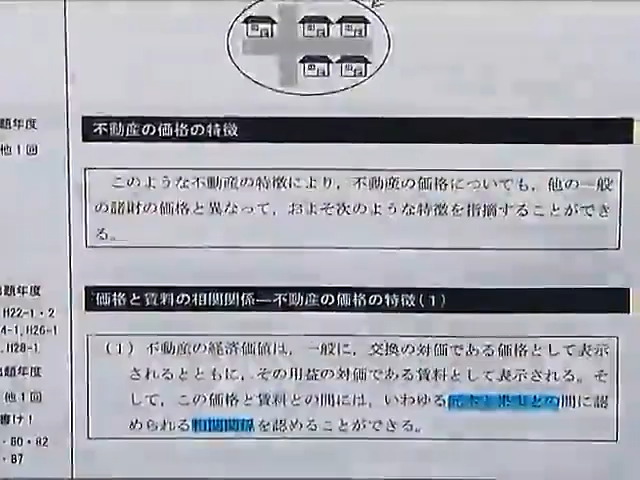 題年度
他1回
不動産の価格の特徴
このような不動産の特徴により，不動産の価格についても，他の一般
の諸財の価格と異なって，およそ次のような特徴を指摘することができ
る。
題年度
H22-1・2
4-1, H26-1
, H28-1
題年度
他1回
・80・82
・87
価格と賃料の相関関係―不動産の価格の特徴(1)
(1) 不動産の経済価値は，一般に，交換の対価である価格として表示
されるとともに，その用益の対価である賃料として表示される。そ
して，この価格と賃料との間には，いわゆる元本と果実との間に認
められる相関関係を認めることができる。